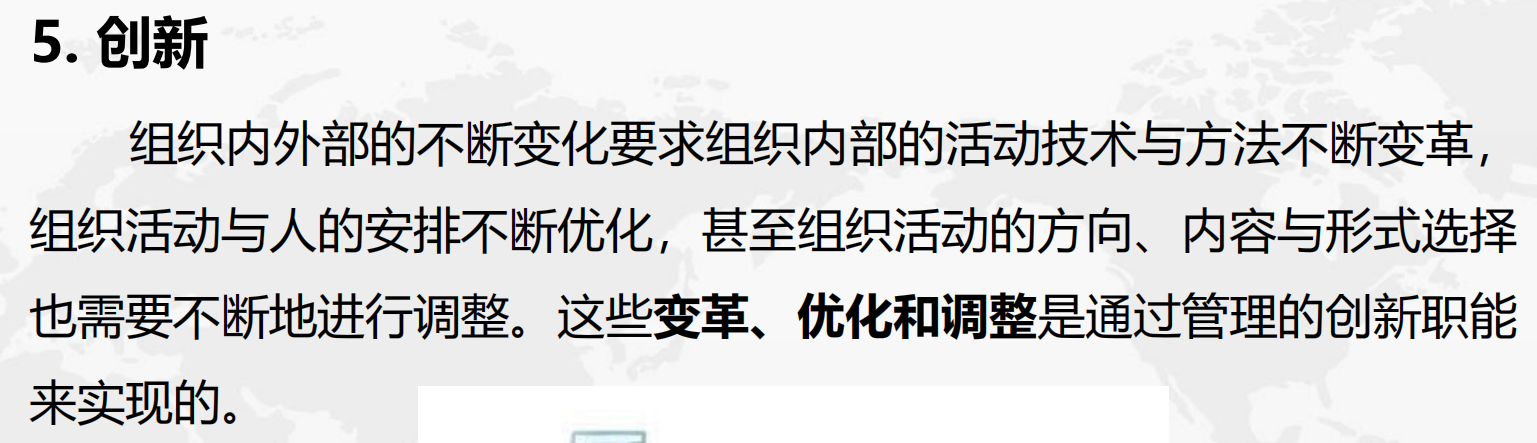 5. 创新
组织内外部的不断变化要求组织内部的活动技术与方法不断变革，
组织活动与人的安排不断优化，甚至组织活动的方向、内容与形式选择
也需要不断地进行调整。这些变革、优化和调整是通过管理的创新职能
来实现的。